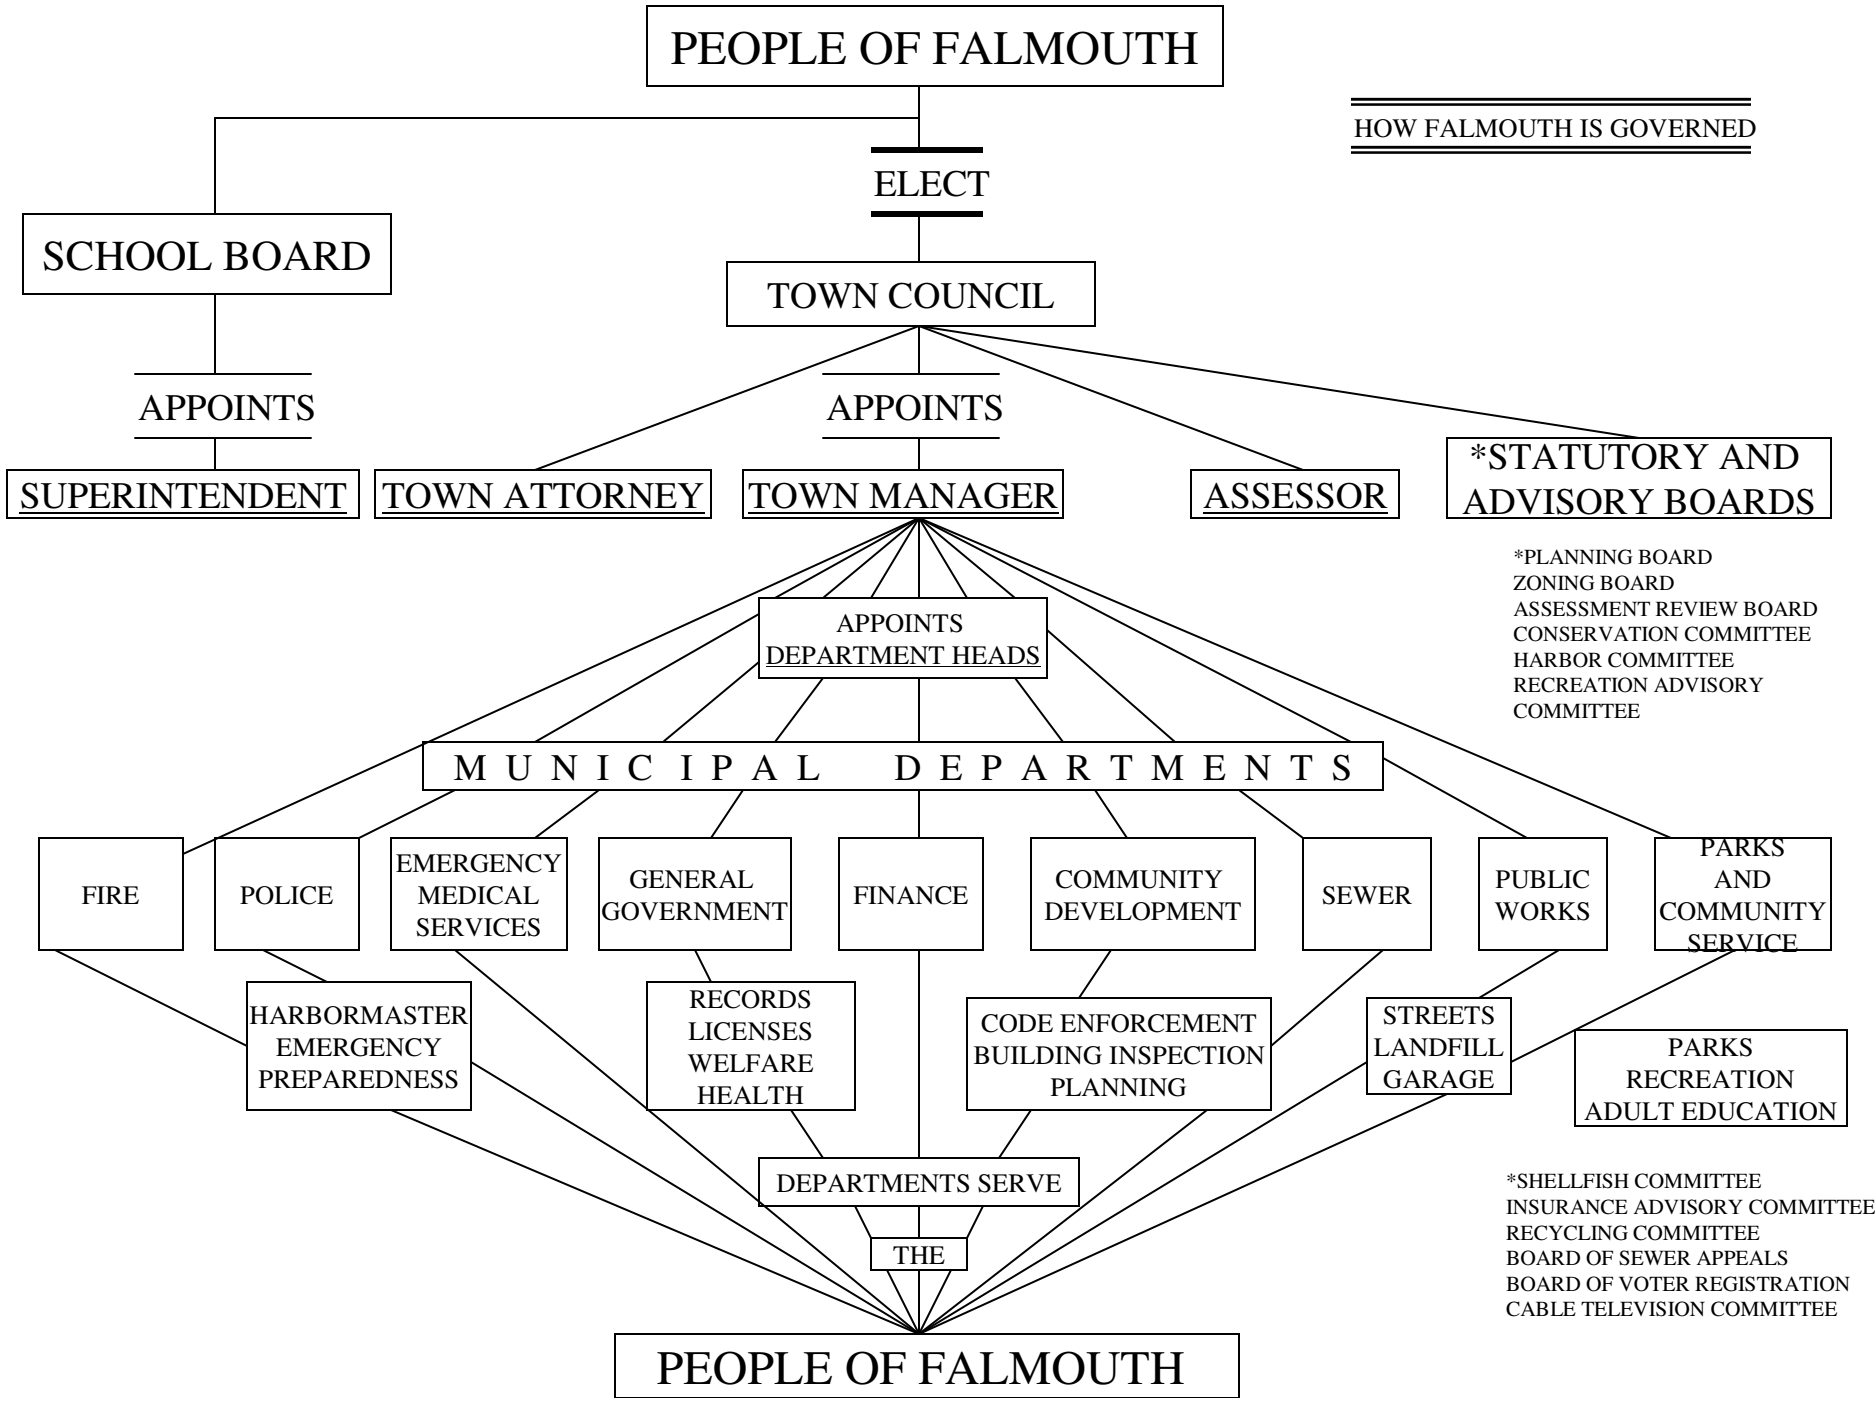 PEOPLE OF FALMOUTH
HOW FALMOUTH IS GOVERNED
ELECT
SCHOOL BOARD
TOWN COUNCIL
APPOINTS
APPOINTS
SUPERINTENDENT
TOWN ATTORNEY
TOWN MANAGER
ASSESSOR
*STATUTORY AND
ADVISORY BOARDS
*PLANNING BOARD
ZONING BOARD
ASSESSMENT REVIEW BOARD
CONSERVATION COMMITTEE
HARBOR COMMITTEE
RECREATION ADVISORY
COMMITTEE
APPOINTS
DEPARTMENT HEADS
MUNICIPAL DEPARTMENTS
FIRE
POLICE
EMERGENCY
MEDICAL
SERVICES
GENERAL
GOVERNMENT
FINANCE
COMMUNITY
DEVELOPMENT
SEWER
PUBLIC
WORKS
PARKS
AND
COMMUNITY
SERVICE
HARBORMASTER
EMERGENCY
PREPAREDNESS
RECORDS
LICENSES
WELFARE
HEALTH
CODE ENFORCEMENT
BUILDING INSPECTION
PLANNING
STREETS
LANDFILL
GARAGE
PARKS
RECREATION
ADULT EDUCATION
DEPARTMENTS SERVE
THE
*SHELLFISH COMMITTEE
INSURANCE ADVISORY COMMITTEE
RECYCLING COMMITTEE
BOARD OF SEWER APPEALS
BOARD OF VOTER REGISTRATION
CABLE TELEVISION COMMITTEE
PEOPLE OF FALMOUTH